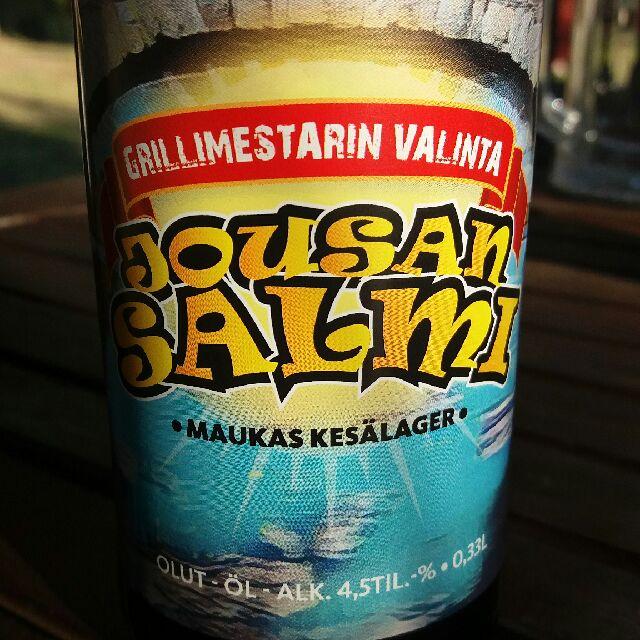 GRILLIMESTARIN VALINTA
JOUSAN
SALMI
• MAUKAS KESÄLAGER •
OLUT - ÖL - ALK. 4,5TIL.-% • 0,33L